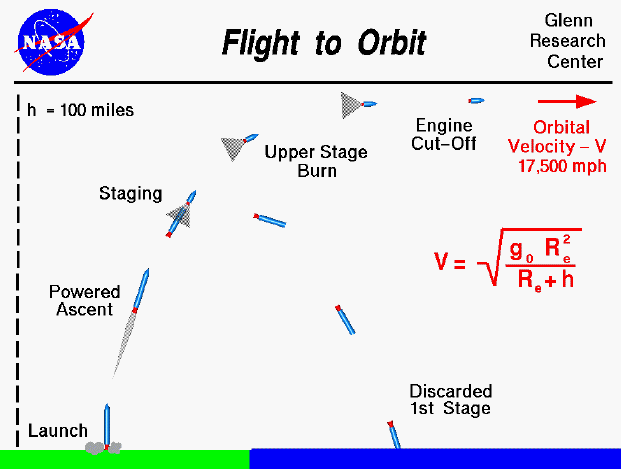 NASA
Flight to Orbit
Glenn
Research
Center
h = 100 miles
Engine
Cut-Off
Orbital
Velocity - V
17,500 mph
Upper Stage
Burn
Staging
V = √ g₀ Rₑ² / Rₑ + h
Powered
Ascent
Discarded
1st Stage
Launch